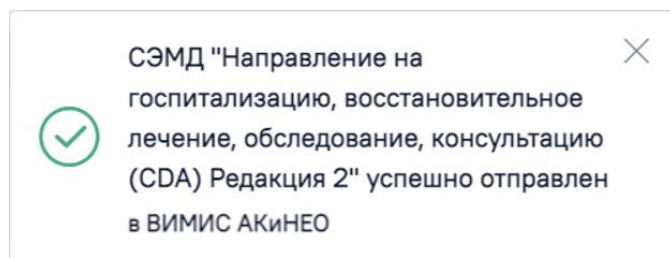 СЭМД "Направление на
госпитализацию, восстановительное
лечение, обследование, консультацию
(CDA) Редакция 2" успешно отправлен
в ВИМИС АКиНЕО